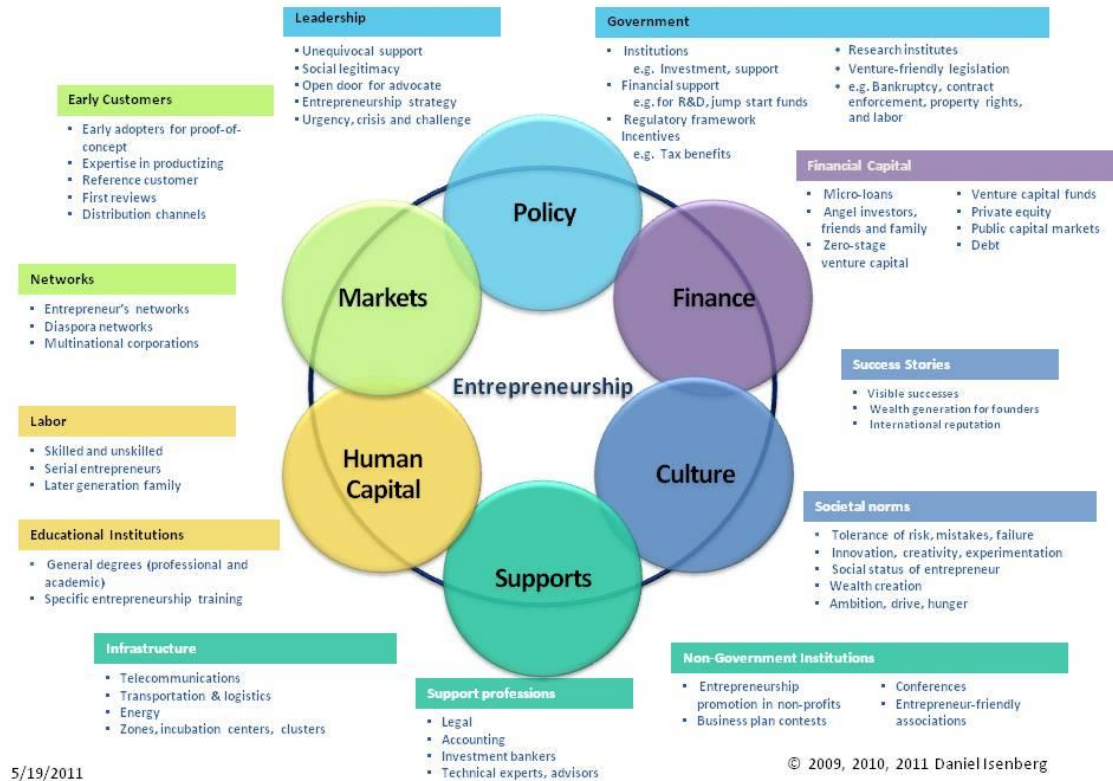 Leadership
▪ Unequivocal support
▪ Social legitimacy
▪ Open door for advocate
▪ Entrepreneurship strategy
▪ Urgency, crisis and challenge
Government
▪ Institutions
e.g. Investment, support
▪ Financial support
e.g. for R&D, jump start funds
▪ Regulatory framework
Incentives
e.g. Tax benefits
• Research institutes
• Venture-friendly legislation
• e.g. Bankruptcy, contract
enforcement, property rights,
and labor
Early Customers
▪ Early adopters for proof-of-
concept
▪ Expertise in productizing
▪ Reference customer
▪ First reviews
▪ Distribution channels
Financial Capital
▪ Micro-loans
▪ Angel investors,
friends and family
▪ Zero-stage
venture capital
▪ Venture capital funds
▪ Private equity
▪ Public capital markets
▪ Debt
Networks
▪ Entrepreneur's networks
▪ Diaspora networks
▪ Multinational corporations
Policy
Markets
Finance
Entrepreneurship
Human
Capital
Culture
Supports
Success Stories
▪ Visible successes
▪ Wealth generation for founders
▪ International reputation
Labor
▪ Skilled and unskilled
▪ Serial entrepreneurs
▪ Later generation family
Societal norms
▪ Tolerance of risk, mistakes, failure
▪ Innovation, creativity, experimentation
▪ Social status of entrepreneur
▪ Wealth creation
▪ Ambition, drive, hunger
Educational Institutions
▪ General degrees (professional and
academic)
▪ Specific entrepreneurship training
Infrastructure
▪ Telecommunications
▪ Transportation & logistics
▪ Energy
▪ Zones, incubation centers, clusters
Support professions
▪ Legal
▪ Accounting
▪ Investment bankers
▪ Technical experts, advisors
Non-Government Institutions
▪ Entrepreneurship
promotion in non-profits
▪ Business plan contests
▪ Conferences
▪ Entrepreneur-friendly
associations
5/19/2011
© 2009, 2010, 2011 Daniel Isenberg